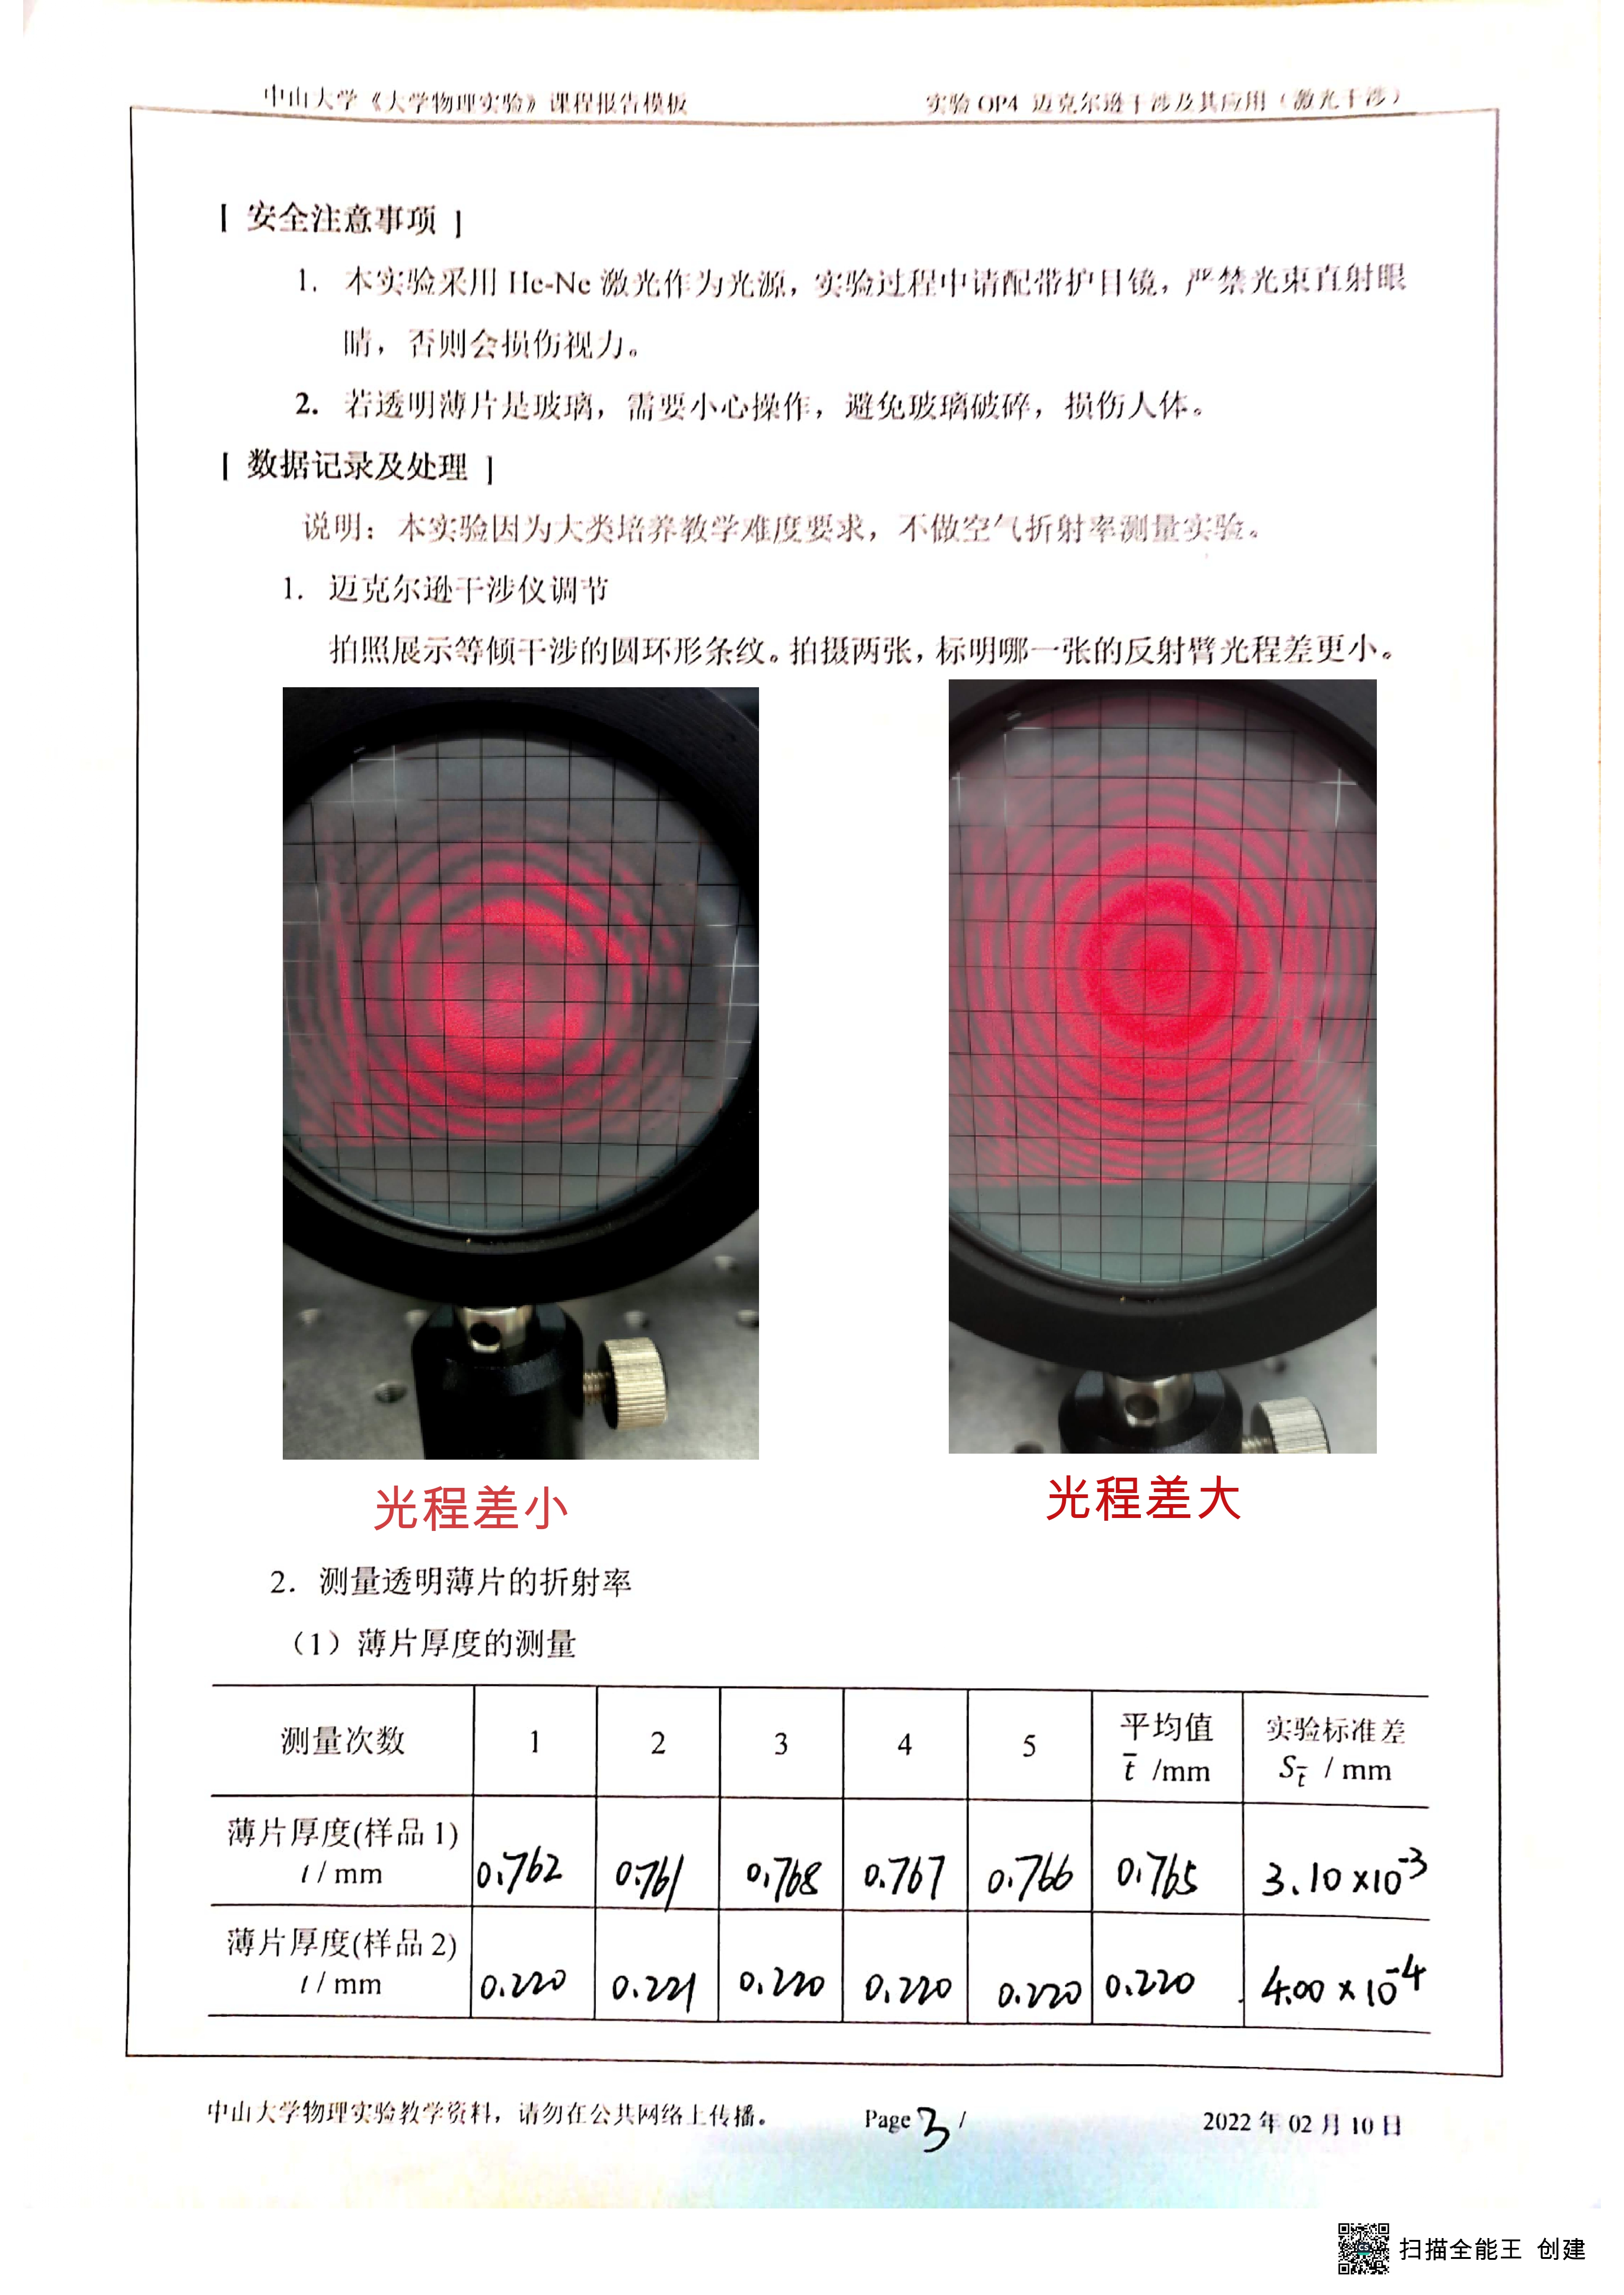 中山大学《大学物理实验》课程报告模板 实验 OP4 迈克尔逊干涉及其应用（激光干涉）
[ 安全注意事项 ]
1. 本实验采用 He-Ne 激光作为光源，实验过程中请配带护目镜，严禁光束直射眼
睛，否则会损伤视力。
2. 若透明薄片是玻璃，需要小心操作，避免玻璃破碎，损伤人体。
[ 数据记录及处理 ]
说明：本实验因为大类培养教学难度要求，不做空气折射率测量实验。
1. 迈克尔逊干涉仪调节
拍照展示等倾干涉的圆环形条纹。拍摄两张，标明哪一张的反射臂光程差更小。
光程差小 光程差大
2. 测量透明薄片的折射率
（1）薄片厚度的测量
测量次数 1 2 3 4 5 平均值 t̄ /mm 实验标准差 S_t̄ / mm
薄片厚度(样品 1) t / mm 0.762 0.761 0.768 0.767 0.766 0.765 3.10×10⁻³
薄片厚度(样品 2) t / mm 0.220 0.221 0.220 0.220 0.220 0.220 4.00×10⁻⁴
中山大学物理实验教学资料，请勿在公共网络上传播。 Page 3 / 2022 年 02 月 10 日
扫描全能王 创建